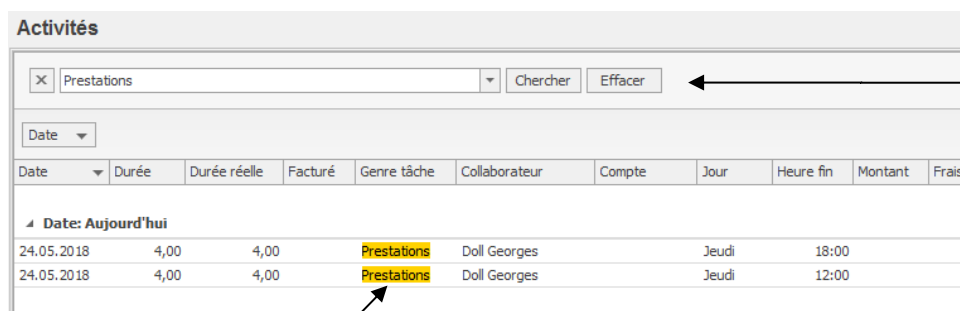 Activités
Prestations Chercher Effacer
Date
Date Durée Durée réelle Facturé Genre tâche Collaborateur Compte Jour Heure fin Montant Frais
Date: Aujourd'hui
24.05.2018 4,00 4,00 Prestations Doll Georges Jeudi 18:00
24.05.2018 4,00 4,00 Prestations Doll Georges Jeudi 12:00